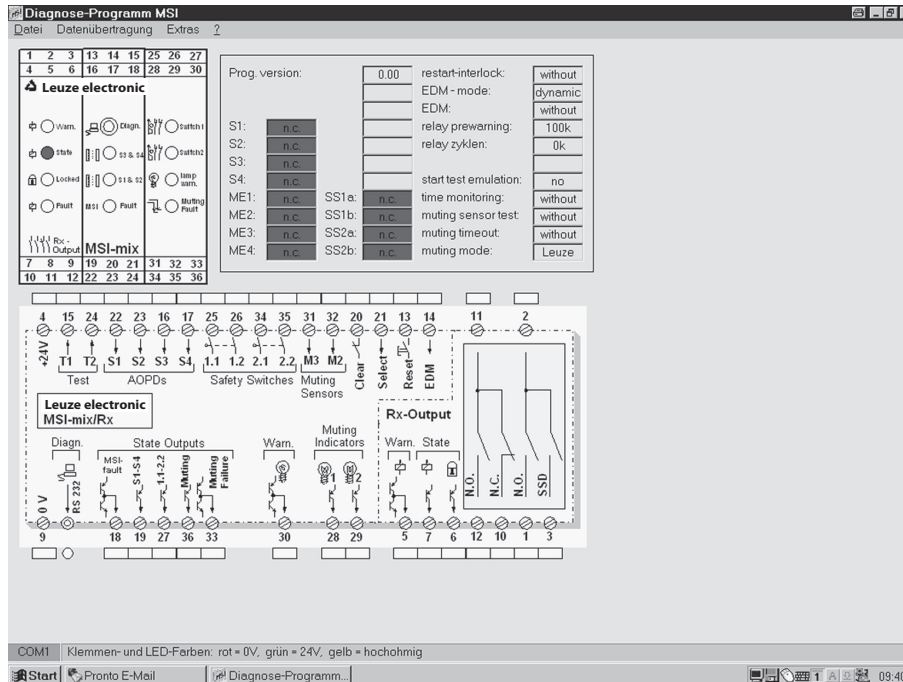 Diagnose-Programm MSI
Datei Datenübertragung Extras ?
1 2 3 13 14 15 25 26 27
4 5 6 16 17 18 28 29 30
Leuze electronic
Warn. Diagn. Switch1
State S3 & S4 Switch2
Locked S1 & S2 lamp warn.
Fault MSI Fault Muting Fault
Rx - Output MSI-mix
7 8 9 19 20 21 31 32 33
10 11 12 22 23 24 34 35 36
Prog. version: 0.00 restart-interlock: without
EDM - mode: dynamic
EDM: without
S1: n.c. relay prewarning: 100k
S2: n.c. relay zyklen: 0k
S3: n.c.
S4: n.c. start test emulation: no
ME1: n.c. SS1a: n.c. time monitoring: without
ME2: n.c. SS1b: n.c. muting sensor test: without
ME3: n.c. SS2a: n.c. muting timeout: without
ME4: n.c. SS2b: n.c. muting mode: Leuze
4 15 24 22 23 16 17 25 26 34 35 31 32 20 21 13 14 11 2
+24V T1 T2 S1 S2 S3 S4 1.1 1.2 2.1 2.2 M3 M2 Clear Select Reset EDM
Test AOPDs Safety Switches Muting Sensors
Leuze electronic
MSI-mix/Rx
Rx-Output
Diagn. State Outputs Warn. Muting Indicators Warn. State
0 V RS 232 MSI-fault S1-S4 1.1-2.2 Muting Muting Failure 1 2 N.O. N.C. N.O. SSD
9 18 19 27 36 33 30 28 29 5 7 6 12 10 1 3
COM1 Klemmen- und LED-Farben: rot = 0V, grün = 24V, gelb = hochohmig
Start Pronto E-Mail Diagnose-Programm... 1 A 09:40